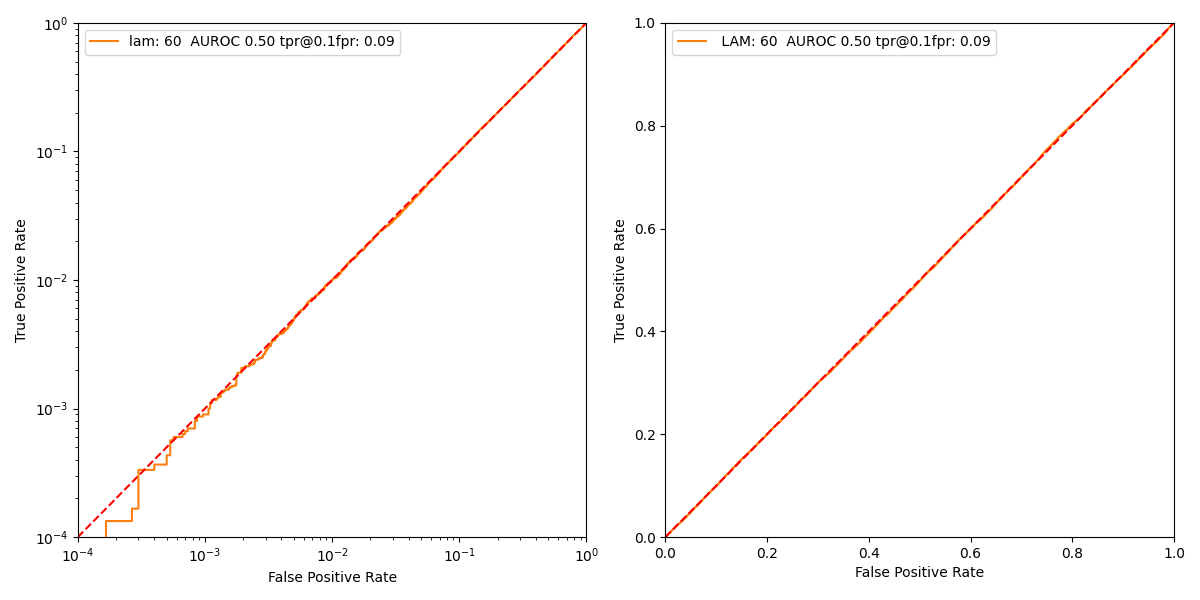 lam: 60  AUROC 0.50 tpr@0.1fpr: 0.09
10^0
10^-1
10^-2
10^-3
10^-4
True Positive Rate
10^-4 10^-3 10^-2 10^-1 10^0
False Positive Rate
LAM: 60  AUROC 0.50 tpr@0.1fpr: 0.09
1.0
0.8
0.6
0.4
0.2
0.0
True Positive Rate
0.0 0.2 0.4 0.6 0.8 1.0
False Positive Rate